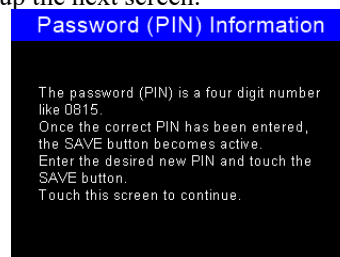 up the next screen.
Password (PIN) Information
The password (PIN) is a four digit number
like 0815.
Once the correct PIN has been entered,
the SAVE button becomes active.
Enter the desired new PIN and touch the
SAVE button.
Touch this screen to continue.